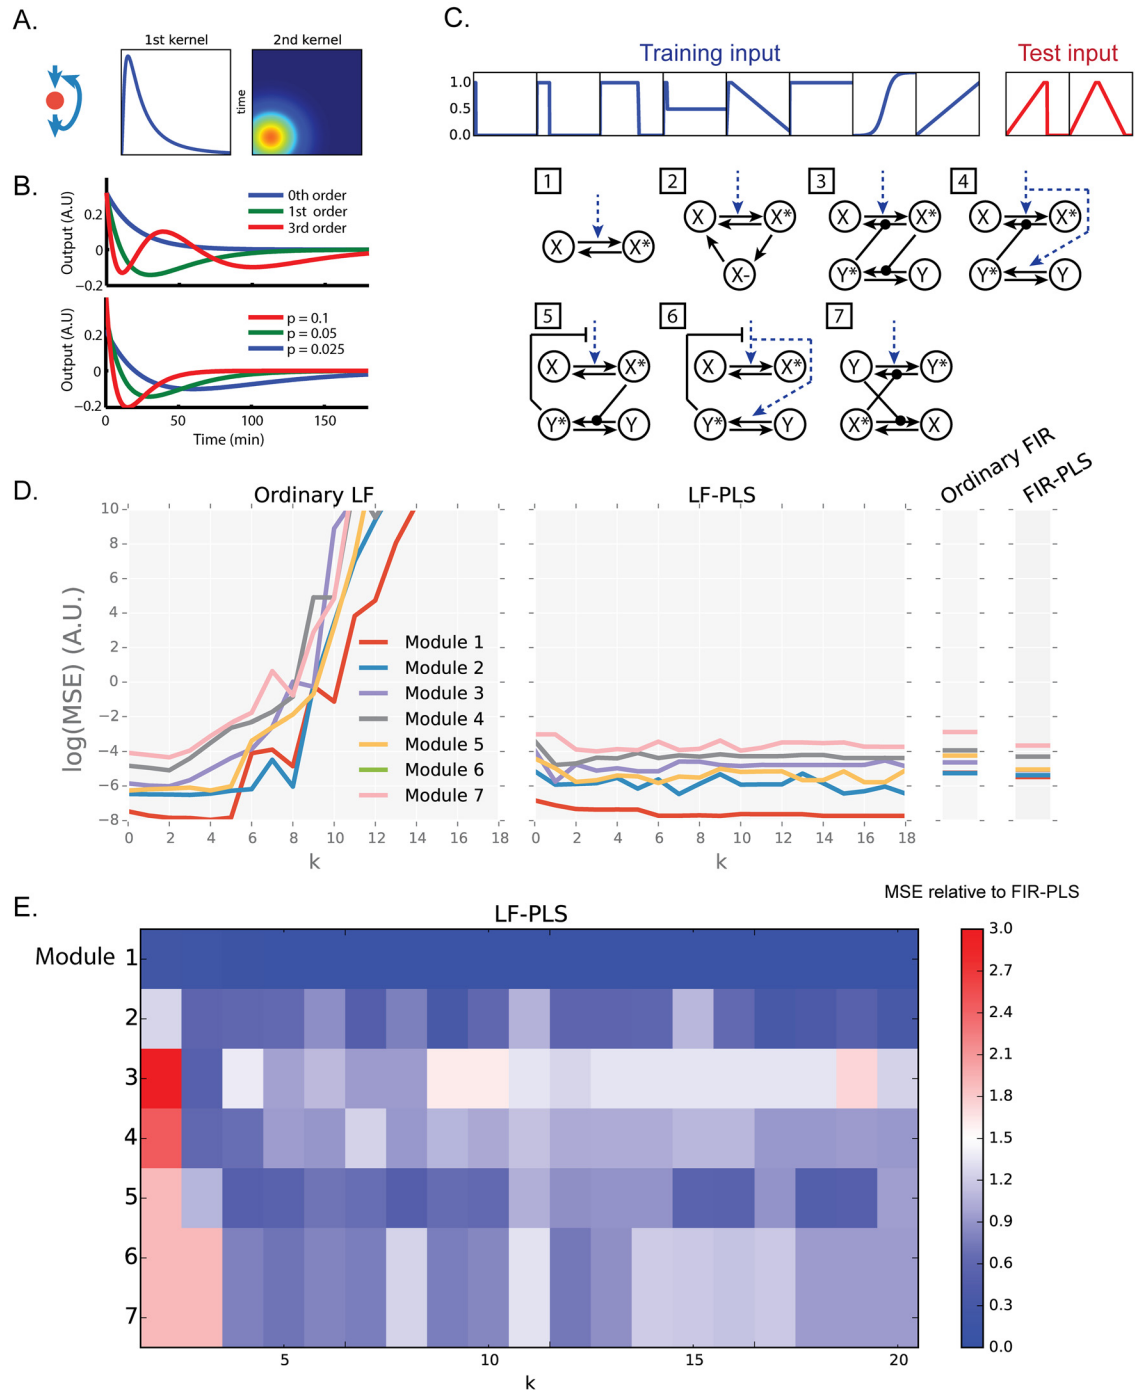 A.
1st kernel
2nd kernel
time
B.
Output (A.U)
0.2
0
−0.2
0th order
1st order
3rd order
Output (A.U)
0.2
0
−0.2
p = 0.1
p = 0.05
p = 0.025
0 50 100 150
Time (min)
C.
Training input
Test input
1.0
0.5
0.0
1
X X*
2
X X*
X-
3
X X*
Y* Y
4
X X*
Y* Y
5
X X*
Y* Y
6
X X*
Y* Y
7
Y Y*
X* X
D.
Ordinary LF
LF-PLS
Ordinary FIR
FIR-PLS
log(MSE) (A.U.)
10
8
6
4
2
0
−2
−4
−6
−8
Module 1
Module 2
Module 3
Module 4
Module 5
Module 6
Module 7
0 2 4 6 8 10 12 14 16 18
k
0 2 4 6 8 10 12 14 16 18
k
E.
LF-PLS
MSE relative to FIR-PLS
Module 1
2
3
4
5
6
7
5 10 15 20
k
3.0
2.7
2.4
2.1
1.8
1.5
1.2
0.9
0.6
0.3
0.0